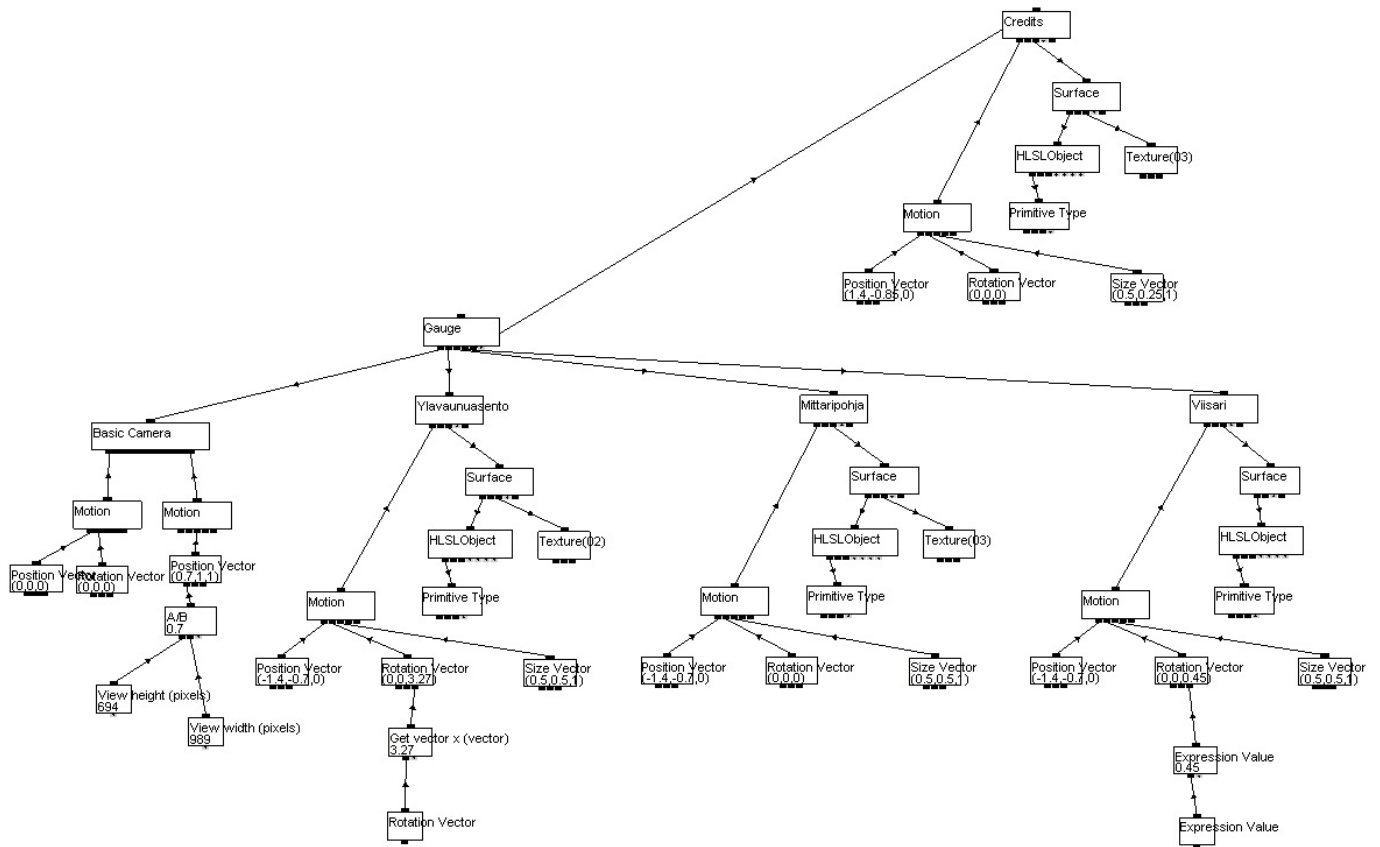 Credits
Surface
HLSLObject
Texture(03)
Motion
Primitive Type
Position Vector
(1.4,-0.85,0)
Rotation Vector
(0,0,0)
Size Vector
(0.5,0.25,1)
Gauge
Basic Camera
Ylavaunuasento
Mittaripohja
Viisari
Surface
Surface
Surface
Motion
Motion
HLSLObject
Texture(02)
HLSLObject
Texture(03)
HLSLObject
Position Vector
(0,0,0)
Rotation Vector
(0,0,0)
Position Vector
(0.7,1,1)
Primitive Type
Primitive Type
Primitive Type
A/B
0.7
Motion
Motion
Motion
Position Vector
(-1.4,-0.7,0)
Rotation Vector
(0,0,3.27)
Size Vector
(0.5,0.5,1)
Position Vector
(-1.4,-0.7,0)
Rotation Vector
(0,0,0)
Size Vector
(0.5,0.5,1)
Position Vector
(-1.4,-0.7,0)
Rotation Vector
(0,0,0.45)
Size Vector
(0.5,0.5,1)
View height (pixels)
694
View width (pixels)
989
Get vector x (vector)
3.27
Expression Value
0.45
Rotation Vector
Expression Value